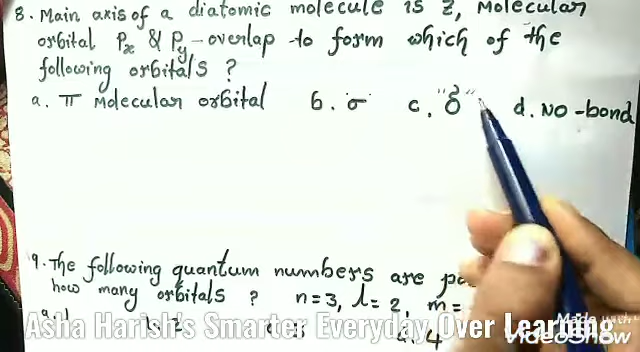 8. Main axis of a diatomic molecule is z, Molecular
orbital Px & Py - overlap to form which of the
following orbitals ?
a. π Molecular orbital b. σ c. "δ" d. NO -bond
9. The following quantum numbers are
how many orbitals ? n=3, l= 2, m=
4
Asha Harish's Smarter Everyday Over Learning
Made with
VideoShow